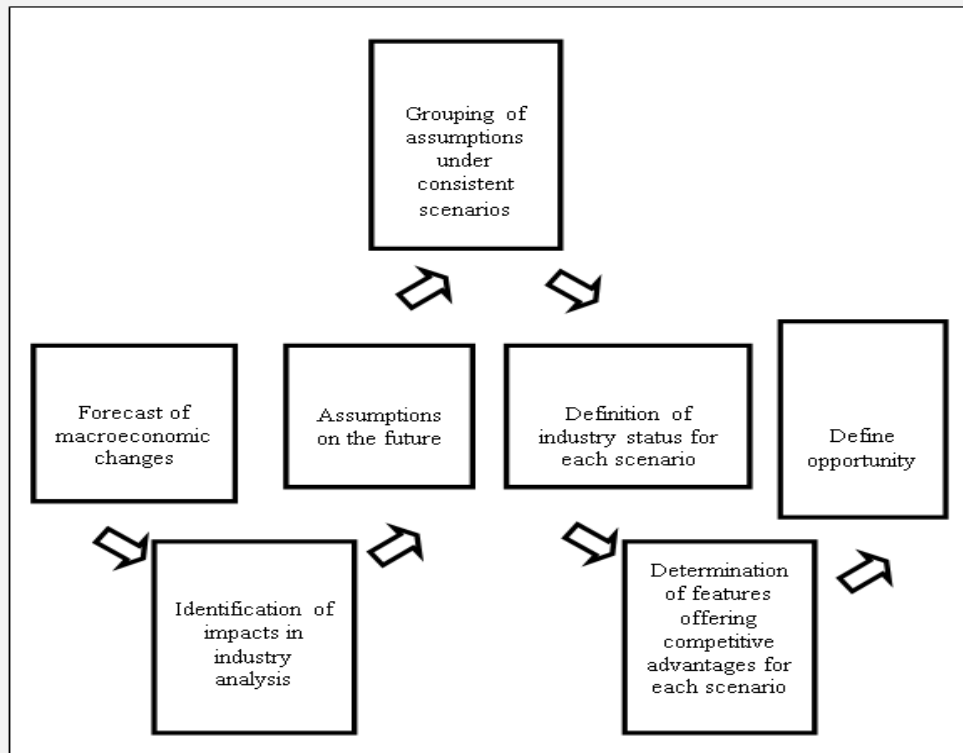 Grouping of
assumptions
under
consistent
scenarios
Forecast of
macroeconomic
changes
Identification of
impacts in
industry
analysis
Assumptions
on the future
Definition of
industry status for
each scenario
Determination
of features
offering
competitive
advantages for
each scenario
Define
opportunity